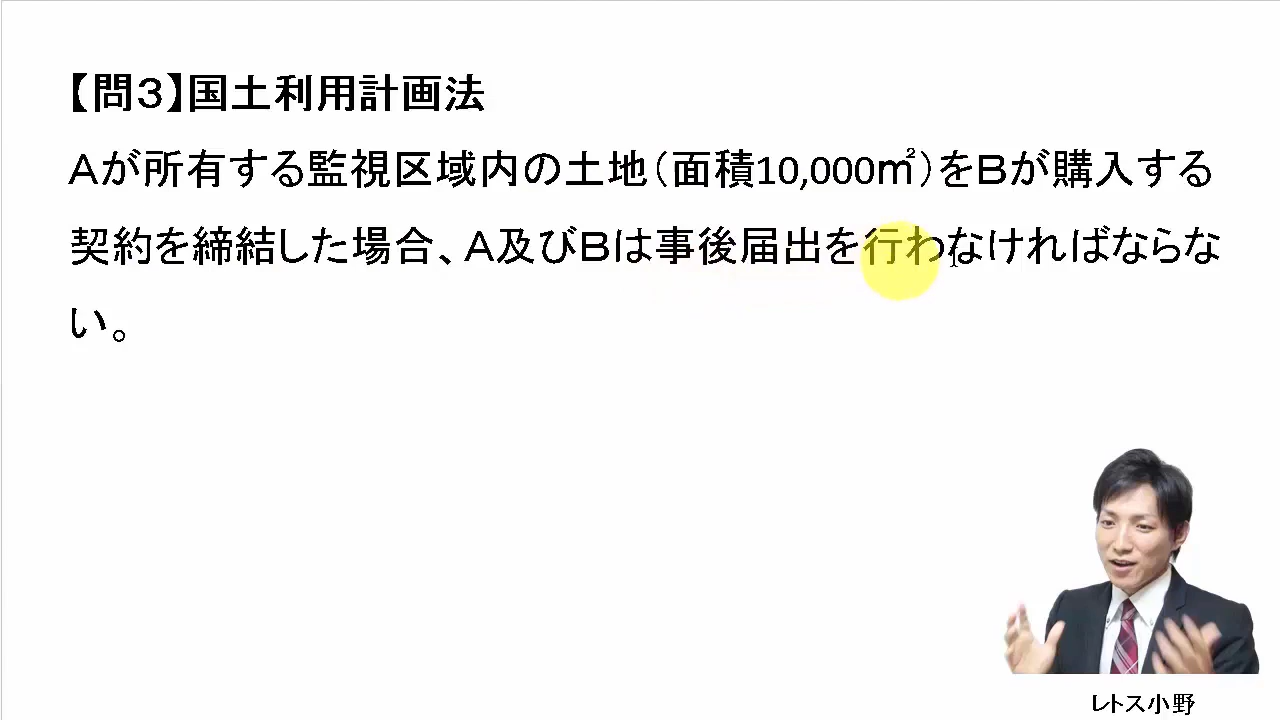 【問３】国土利用計画法
Ａが所有する監視区域内の土地（面積10,000㎡）をＢが購入する
契約を締結した場合、Ａ及びＢは事後届出を行わなければならな
い。
レトス小野